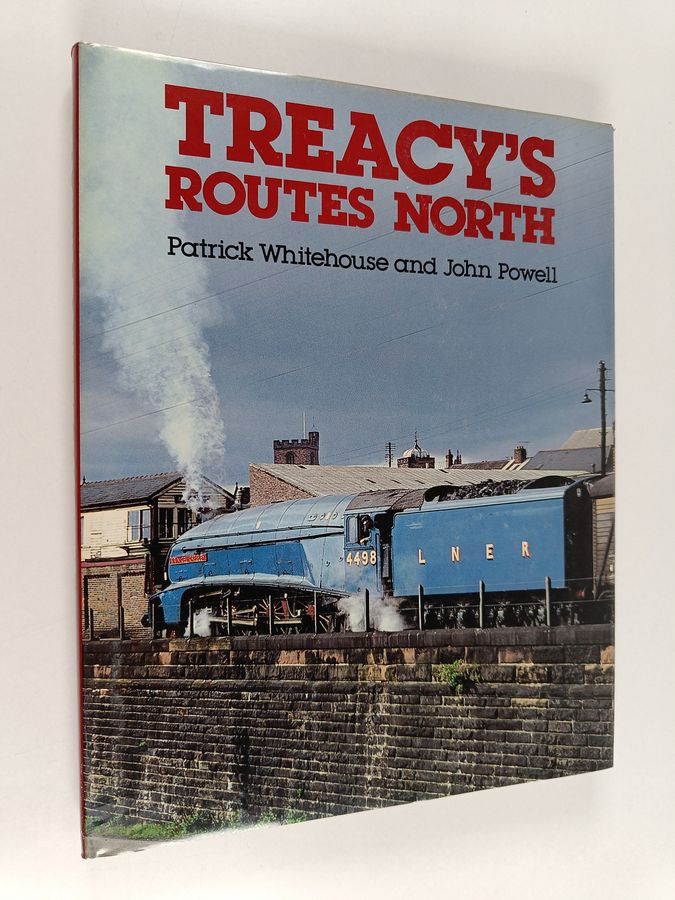 TREACY'S
ROUTES NORTH
Patrick Whitehouse and John Powell
4498
L N E R